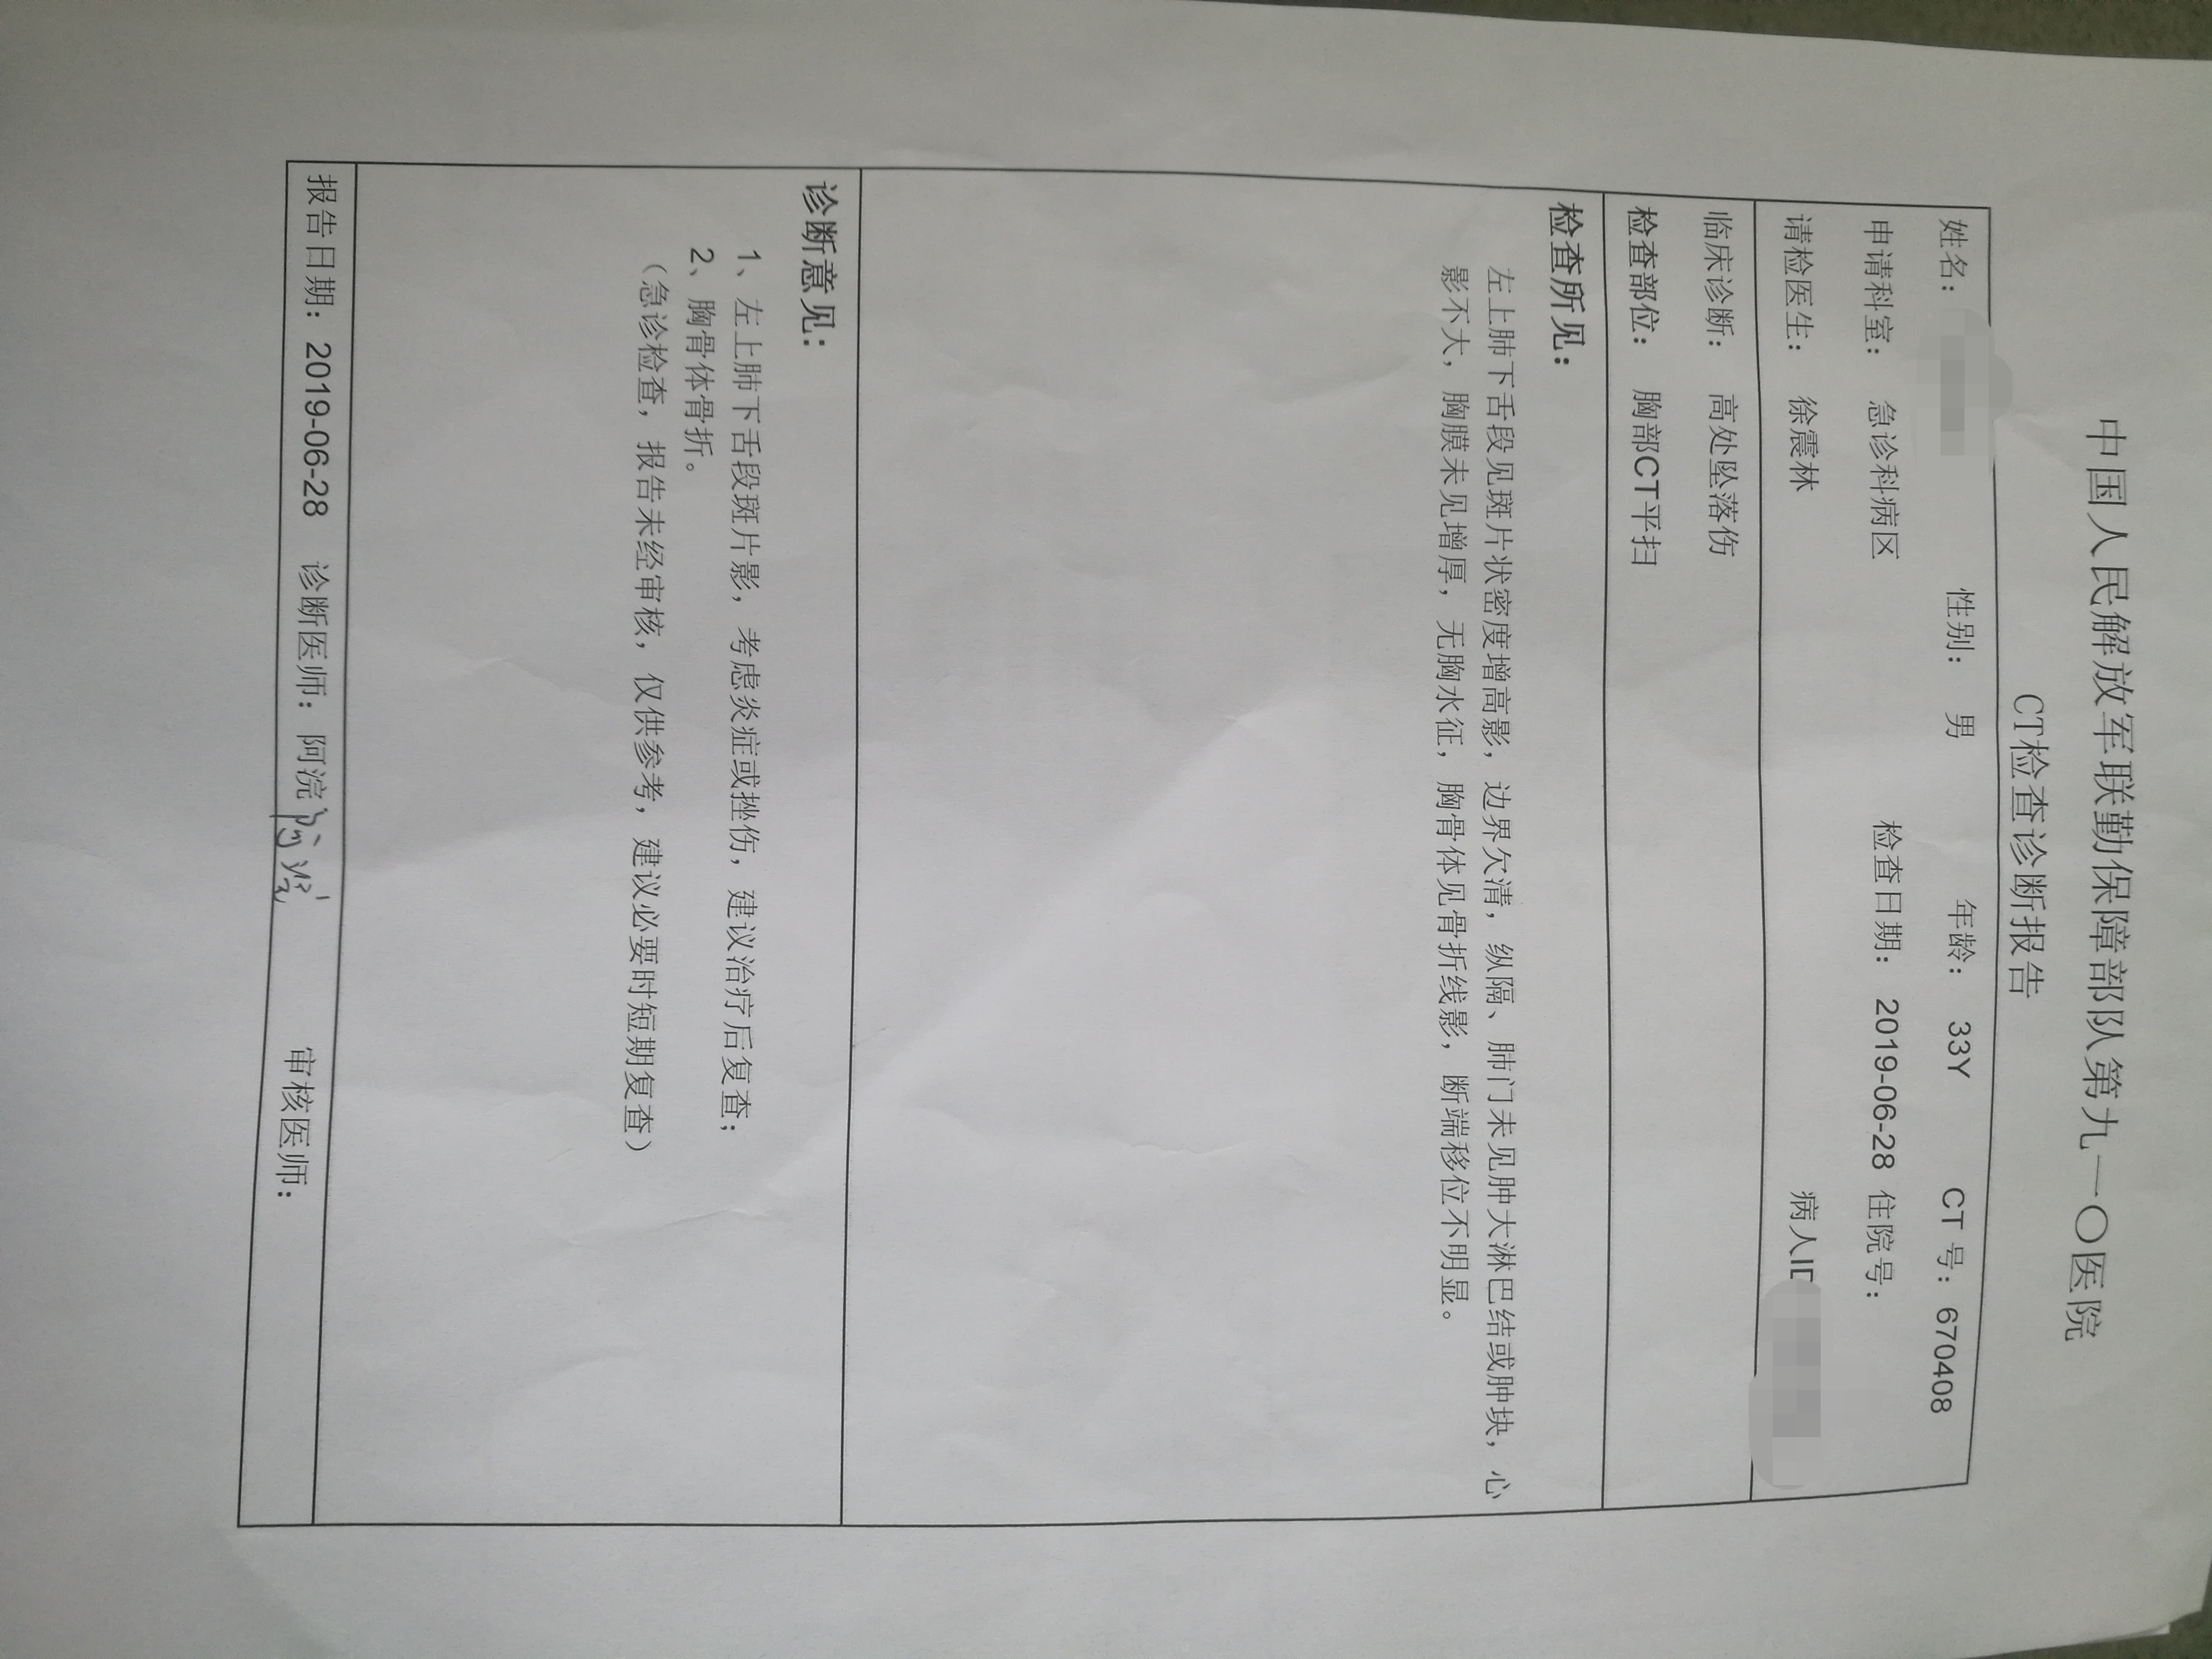 中国人民解放军联勤保障部队第九一〇医院
CT检查诊断报告
姓名： 性别： 男 年龄： 33Y CT 号：670408
申请科室： 急诊科病区 检查日期： 2019-06-28 住院号：
请检医生： 徐震林 病人ID
临床诊断： 高处坠落伤
检查部位： 胸部CT平扫
检查所见：
左上肺下舌段见斑片状密度增高影，边界欠清，纵隔、肺门未见肿大淋巴结或肿块，心
影不大，胸膜未见增厚，无胸水征，胸骨体见骨折线影，断端移位不明显。
诊断意见：
1、左上肺下舌段斑片影，考虑炎症或挫伤，建议治疗后复查；
2、胸骨体骨折。
（急诊检查，报告未经审核，仅供参考，建议必要时短期复查）
报告日期：2019-06-28 诊断医师：阿浣 审核医师：